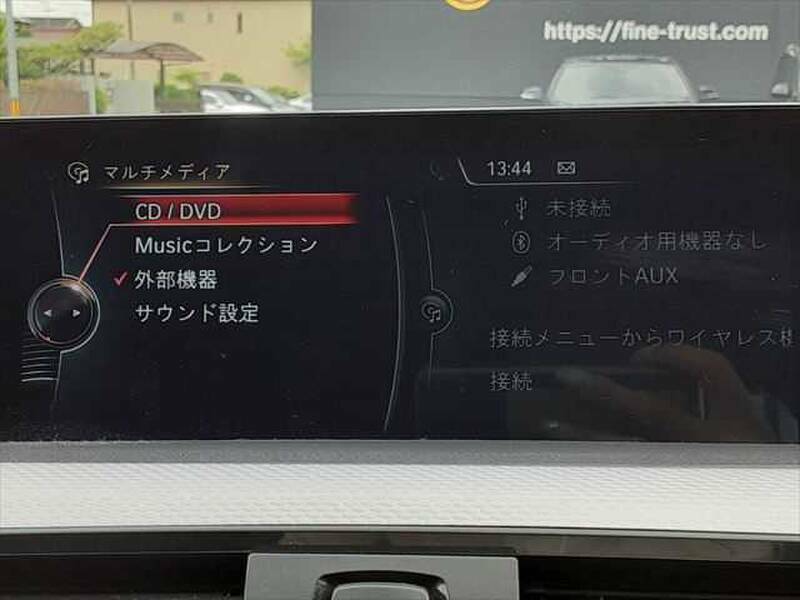 https://fine-trust.com
マルチメディア
CD / DVD
Musicコレクション
外部機器
サウンド設定
13:44
未接続
オーディオ用機器なし
フロントAUX
接続メニューからワイヤレス機
接続